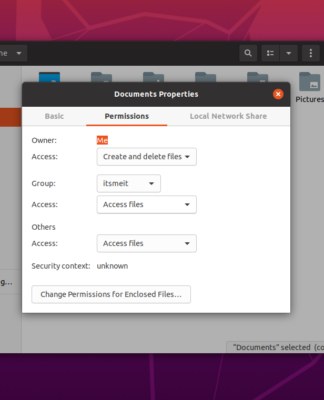 me
Documents Properties
Basic Permissions Local Network Share
Pictures
Owner: Me
Access: Create and delete files
Group: itsmeit
Access: Access files
Others
Access: Access files
Security context: unknown
g...
Change Permissions for Enclosed Files...
"Documents" selected (co